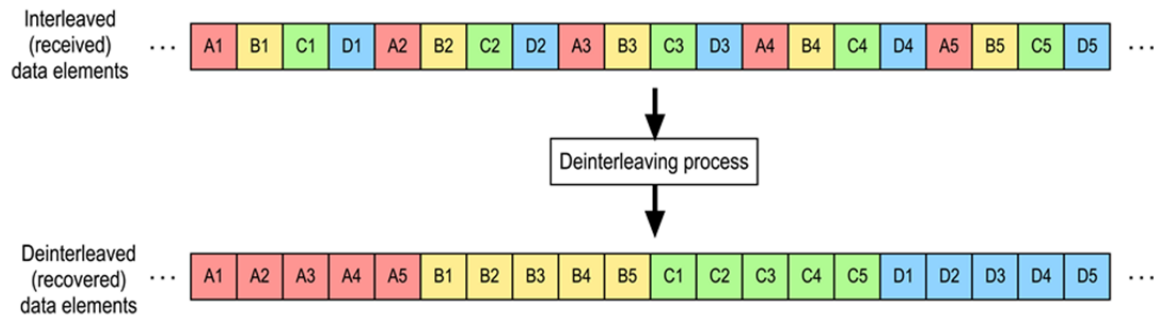 Interleaved
(received)
data elements
... A1 B1 C1 D1 A2 B2 C2 D2 A3 B3 C3 D3 A4 B4 C4 D4 A5 B5 C5 D5 ...
Deinterleaving process
Deinterleaved
(recovered)
data elements
... A1 A2 A3 A4 A5 B1 B2 B3 B4 B5 C1 C2 C3 C4 C5 D1 D2 D3 D4 D5 ...